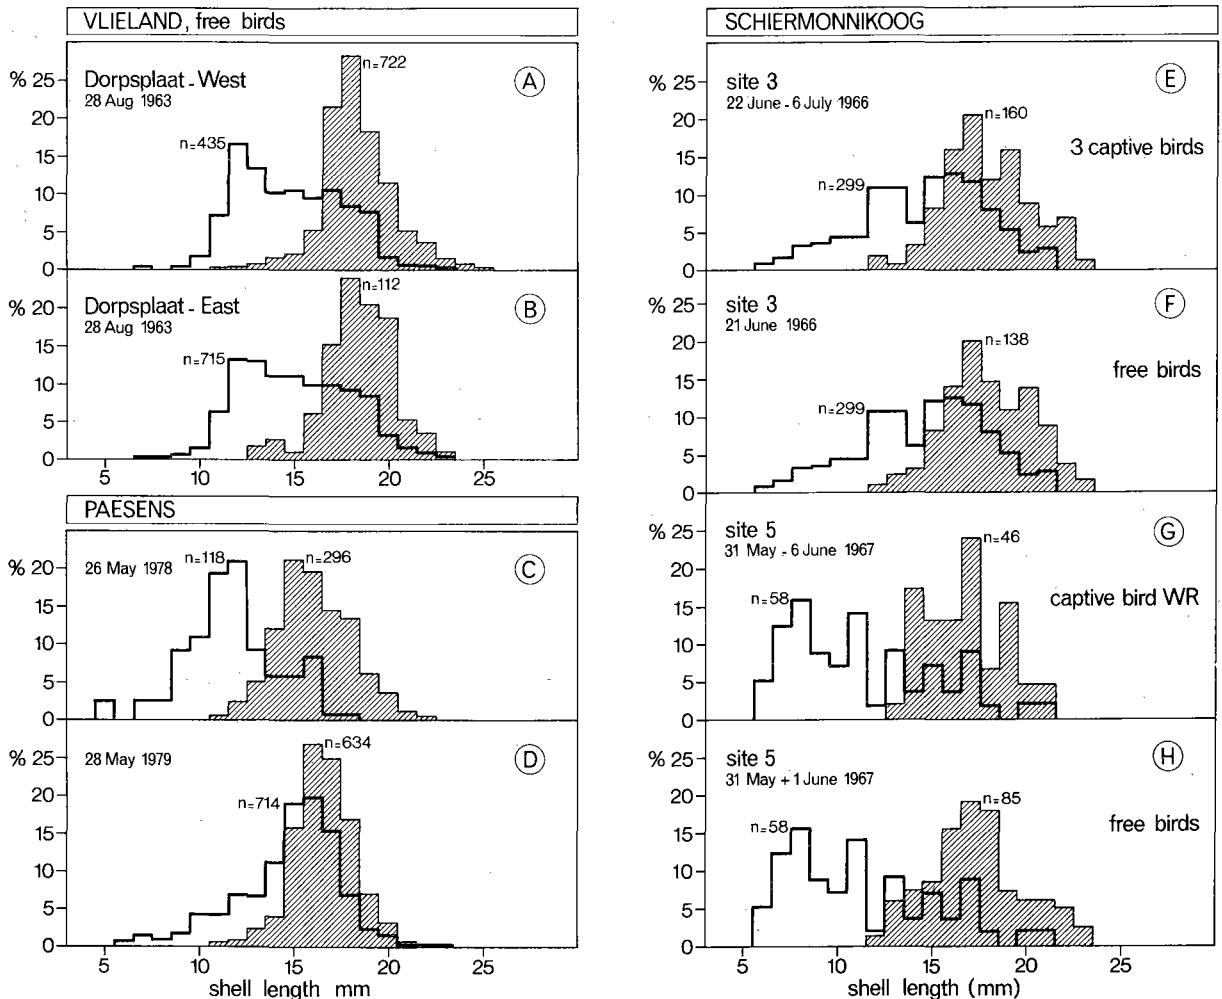 VLIELAND, free birds
% 25
20
15
10
5
0
Dorpsplaat - West
28 Aug 1963
A
n=722
n=435
20
15
10
5
0
Dorpsplaat - East
28 Aug 1963
B
n=112
n=715
5 10 15 20 25
PAESENS
% 20
15
10
5
0
26 May 1978
C
n=118
n=296
% 25
20
15
10
5
0
28 May 1979
D
n=634
n=714
5 10 15 20 25
shell length mm
SCHIERMONNIKOOG
% 25
20
15
10
5
0
site 3
22 June - 6 July 1966
E
3 captive birds
n=160
n=299
% 25
20
15
10
5
0
site 3
21 June 1966
F
free birds
n=138
n=299
% 25
20
15
10
5
0
site 5
31 May - 6 June 1967
G
captive bird WR
n=46
n=58
% 25
20
15
10
5
0
site 5
31 May + 1 June 1967
H
free birds
n=85
n=58
5 10 15 20 25
shell length (mm)